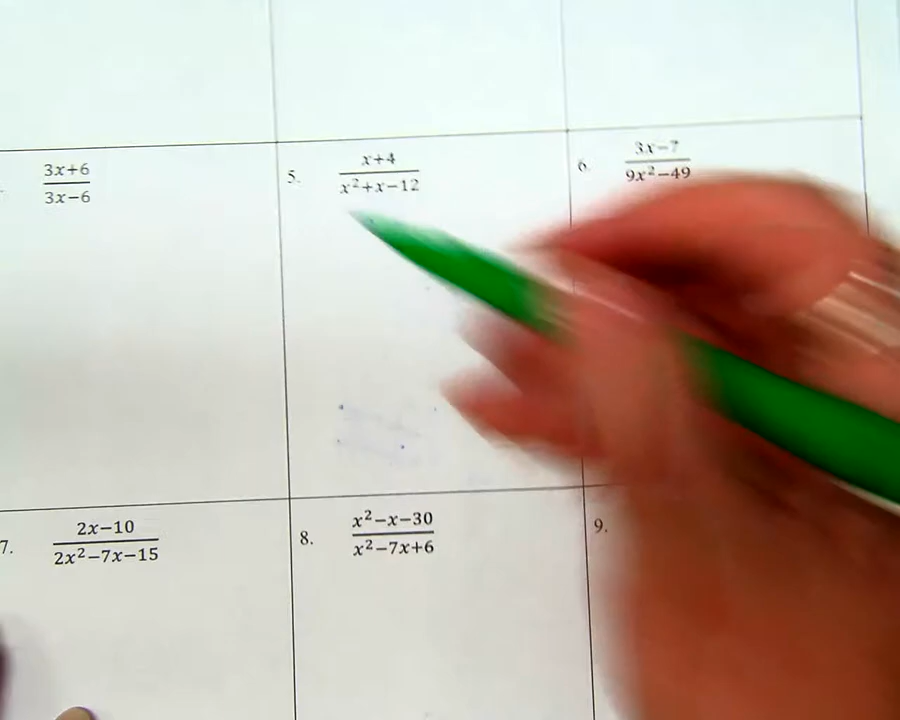 3x+6
3x−6
5.
x+4
x²+x−12
6.
3x−7
9x²−49
7.
2x−10
2x²−7x−15
8.
x²−x−30
x²−7x+6
9.